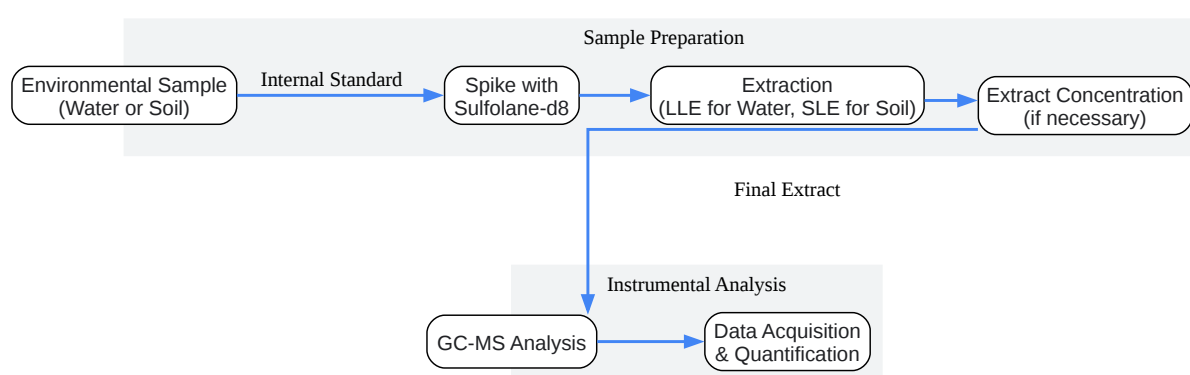 Sample Preparation
Environmental Sample
(Water or Soil)
Internal Standard
Spike with
Sulfolane-d8
Extraction
(LLE for Water, SLE for Soil)
Extract Concentration
(if necessary)
Final Extract
Instrumental Analysis
GC-MS Analysis
Data Acquisition
& Quantification